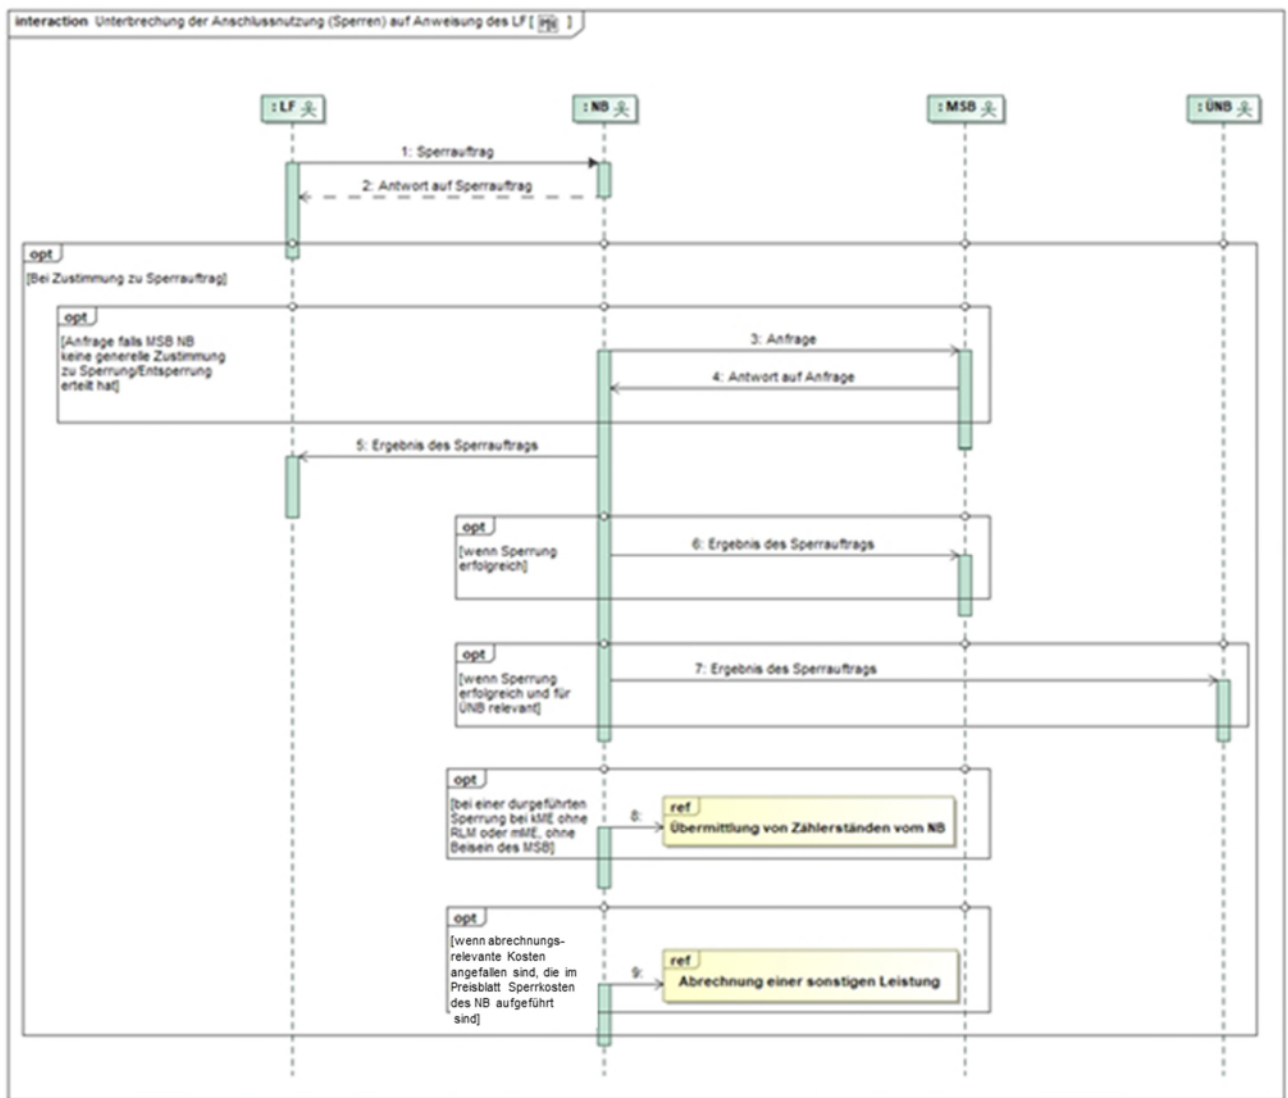 interaction Unterbrechung der Anschlussnutzung (Sperren) auf Anweisung des LF [ ]
: LF
: NB
: MSB
: ÜNB
1: Sperrauftrag
2: Antwort auf Sperrauftrag
opt
[Bei Zustimmung zu Sperrauftrag]
opt
[Anfrage falls MSB NB
keine generelle Zustimmung
zu Sperrung/Entsperrung
erteilt hat]
3: Anfrage
4: Antwort auf Anfrage
5: Ergebnis des Sperrauftrags
opt
[wenn Sperrung
erfolgreich]
6: Ergebnis des Sperrauftrags
opt
[wenn Sperrung
erfolgreich und für
ÜNB relevant]
7: Ergebnis des Sperrauftrags
opt
[bei einer durgeführten
Sperrung bei kME ohne
RLM oder mME, ohne
Beisein des MSB]
8:
ref
Übermittlung von Zählerständen vom NB
opt
[wenn abrechnungs-
relevante Kosten
angefallen sind, die im
Preisblatt Sperrkosten
des NB aufgeführt
sind]
9:
ref
Abrechnung einer sonstigen Leistung